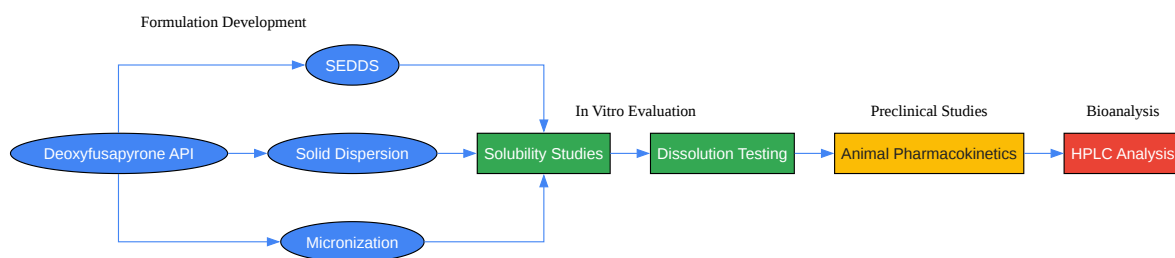 Formulation Development
SEDDS
In Vitro Evaluation
Preclinical Studies
Bioanalysis
Deoxyfusapyrone API
Solid Dispersion
Solubility Studies
Dissolution Testing
Animal Pharmacokinetics
HPLC Analysis
Micronization